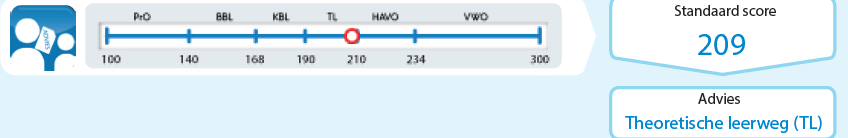 PrO BBL KBL TL HAVO VWO
100 140 168 190 210 234 300
ADVIES
Standaard score
209
Advies
Theoretische leerweg (TL)